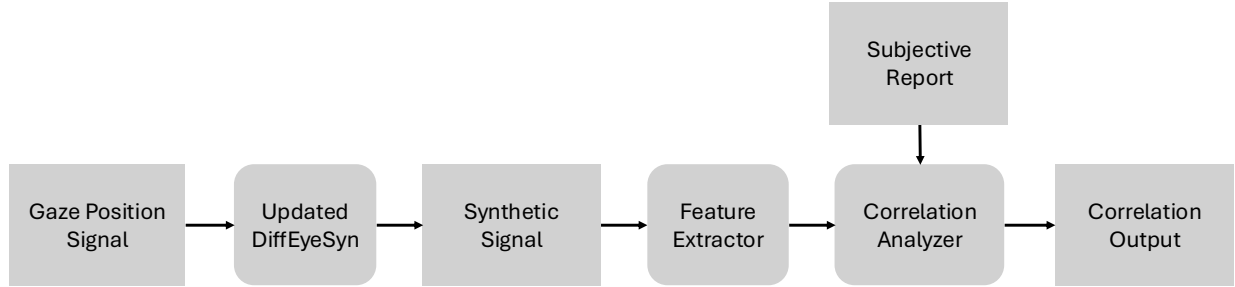 Subjective
Report
Gaze Position
Signal
Updated
DiffEyeSyn
Synthetic
Signal
Feature
Extractor
Correlation
Analyzer
Correlation
Output